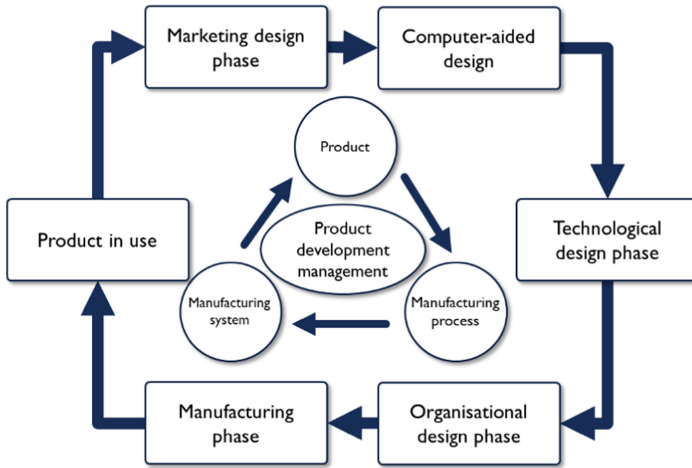 Marketing design
phase
Computer-aided
design
Product
Product in use
Product
development
management
Technological
design phase
Manufacturing
system
Manufacturing
process
Manufacturing
phase
Organisational
design phase